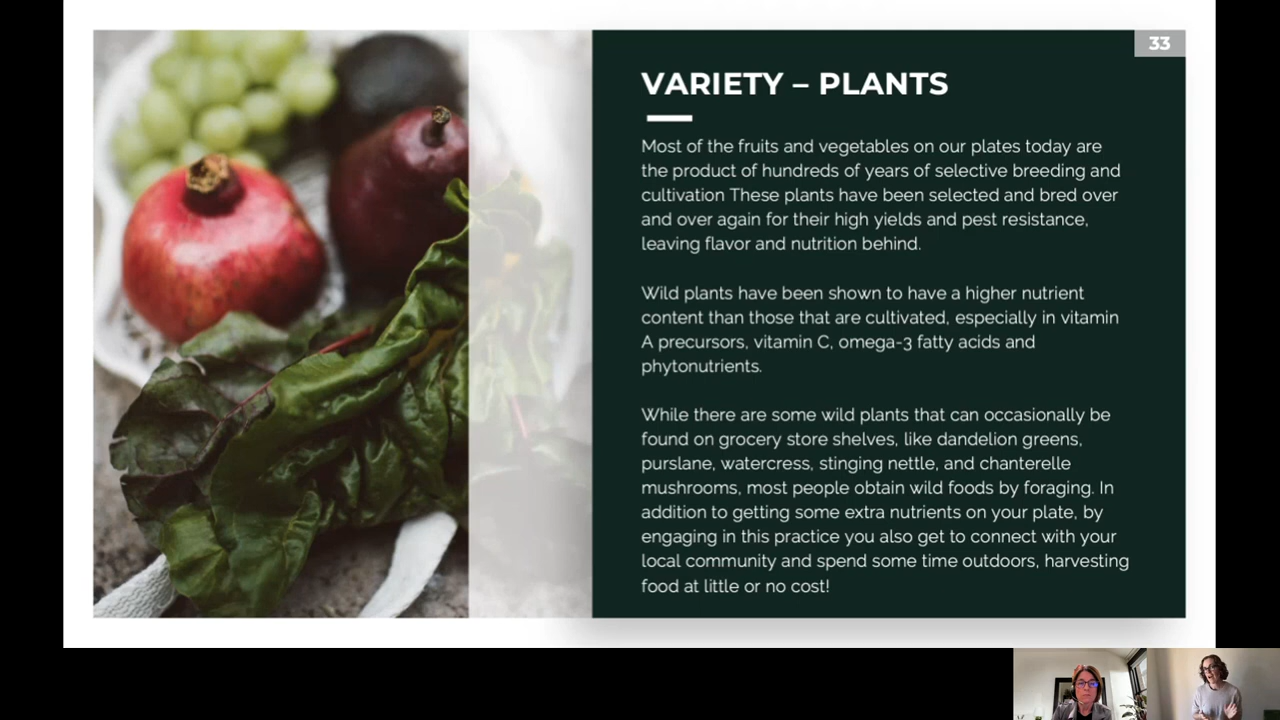 33
VARIETY – PLANTS
Most of the fruits and vegetables on our plates today are
the product of hundreds of years of selective breeding and
cultivation These plants have been selected and bred over
and over again for their high yields and pest resistance,
leaving flavor and nutrition behind.
Wild plants have been shown to have a higher nutrient
content than those that are cultivated, especially in vitamin
A precursors, vitamin C, omega-3 fatty acids and
phytonutrients.
While there are some wild plants that can occasionally be
found on grocery store shelves, like dandelion greens,
purslane, watercress, stinging nettle, and chanterelle
mushrooms, most people obtain wild foods by foraging. In
addition to getting some extra nutrients on your plate, by
engaging in this practice you also get to connect with your
local community and spend some time outdoors, harvesting
food at little or no cost!